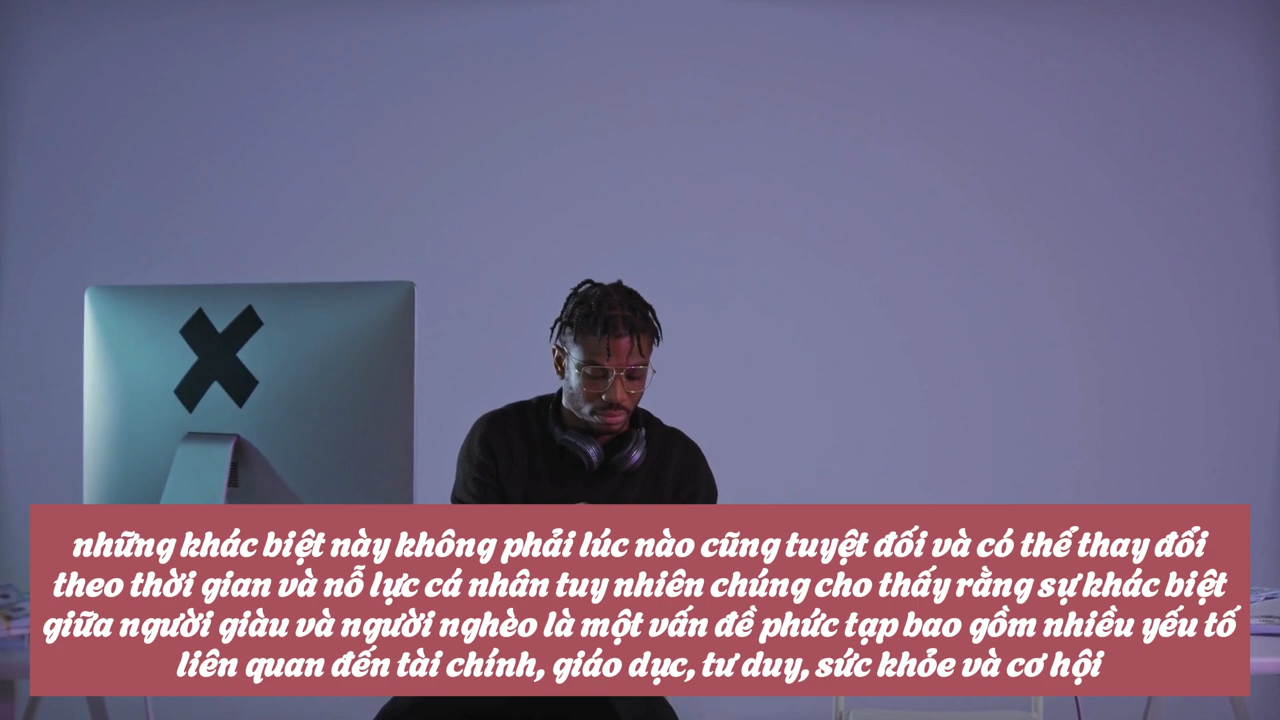 những khác biệt này không phải lúc nào cũng tuyệt đối và có thể thay đổi
theo thời gian và nỗ lực cá nhân tuy nhiên chúng cho thấy rằng sự khác biệt
giữa người giàu và người nghèo là một vấn đề phức tạp bao gồm nhiều yếu tố
liên quan đến tài chính, giáo dục, tư duy, sức khỏe và cơ hội